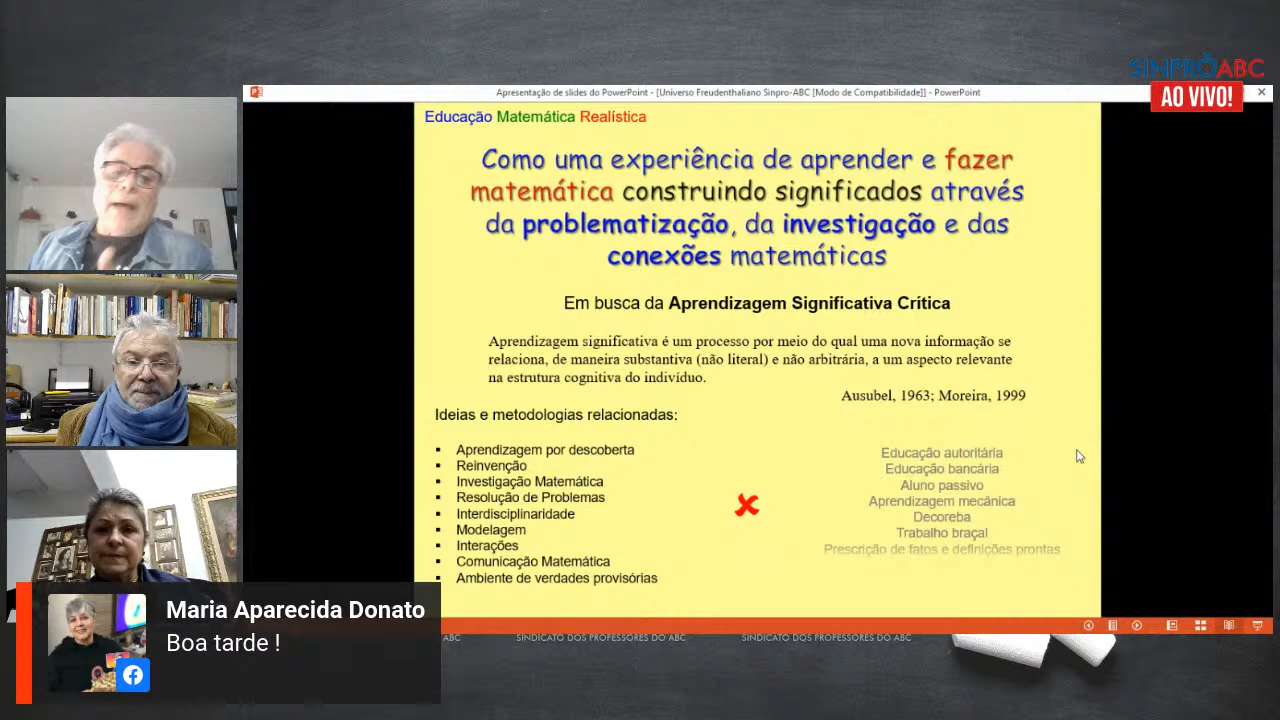 SINPRO ABC
AO VIVO!
Apresentação de slides do PowerPoint - [Universo Freudenthaliano Sinpro-ABC [Modo de Compatibilidade]] - PowerPoint
Educação Matemática Realística
Como uma experiência de aprender e fazer
matemática construindo significados através
da problematização, da investigação e das
conexões matemáticas
Em busca da Aprendizagem Significativa Crítica
Aprendizagem significativa é um processo por meio do qual uma nova informação se
relaciona, de maneira substantiva (não literal) e não arbitrária, a um aspecto relevante
na estrutura cognitiva do indivíduo.
Ausubel, 1963; Moreira, 1999
Ideias e metodologias relacionadas:
▪ Aprendizagem por descoberta
▪ Reinvenção
▪ Investigação Matemática
▪ Resolução de Problemas
▪ Interdisciplinaridade
▪ Modelagem
▪ Interações
▪ Comunicação Matemática
▪ Ambiente de verdades provisórias
Educação autoritária
Educação bancária
Aluno passivo
Aprendizagem mecânica
Decoreba
Trabalho braçal
Prescrição de fatos e definições prontas
Maria Aparecida Donato
Boa tarde !
ABC SINDICATO DOS PROFESSORES DO ABC SINDICATO DOS PROFESSORES DO ABC